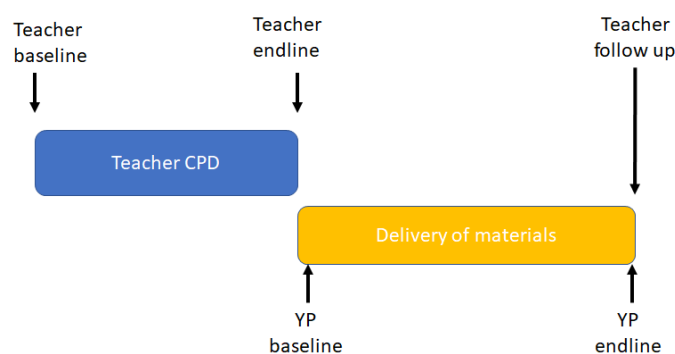 Teacher
baseline
Teacher
endline
Teacher
follow up
Teacher CPD
Delivery of materials
YP
baseline
YP
endline